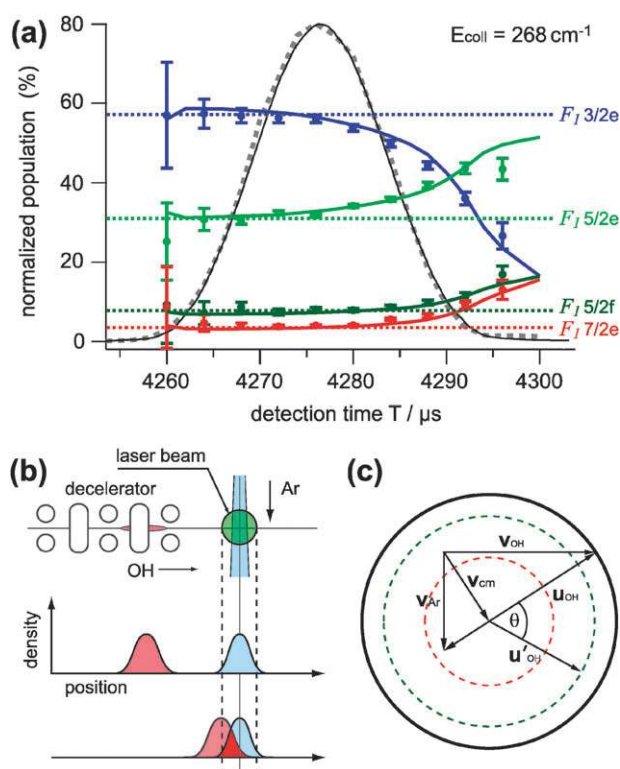 (a)
E_coll = 268 cm⁻¹
normalized population (%)
80
60
40
20
0
F₁ 3/2e
F₁ 5/2e
F₁ 5/2f
F₁ 7/2e
4260
4270
4280
4290
4300
detection time T / µs
(b)
laser beam
decelerator
Ar
OH
density
position
(c)
v_OH
v_cm
v_Ar
u_OH
θ
u'_OH